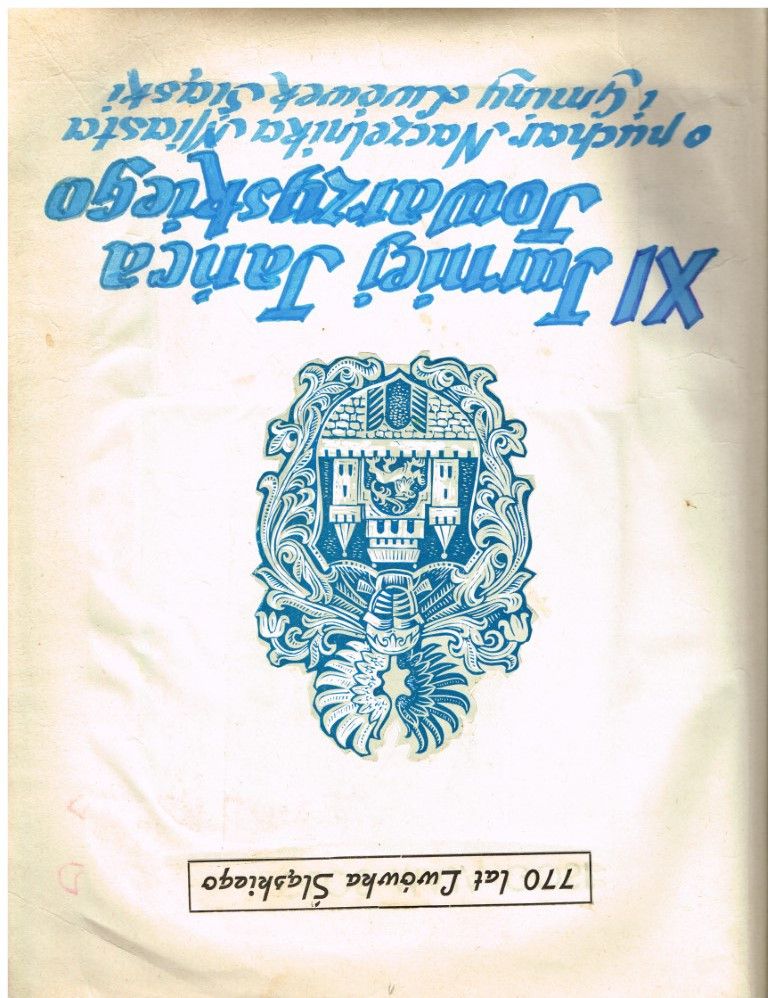 770 lat Lwówka Śląskiego
XI Turniej Tańca
Towarzyskiego
o puchar Naczelnika Miasta
i Gminy Lwówek Śląski